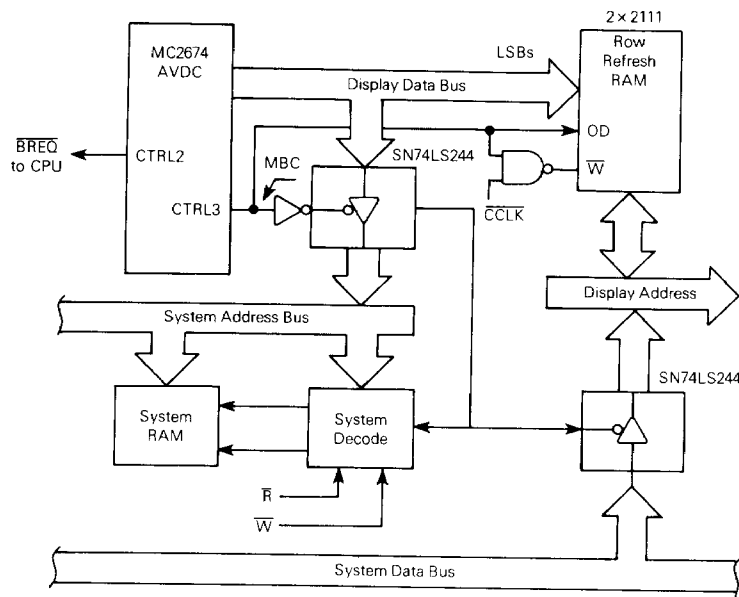 2 × 2111
MC2674
AVDC
LSBs
Row
Refresh
RAM
Display Data Bus
OD
BREQ
to CPU
CTRL2
MBC
SN74LS244
W
CTRL3
CCLK
Display Address
System Address Bus
SN74LS244
System
RAM
System
Decode
R
W
System Data Bus